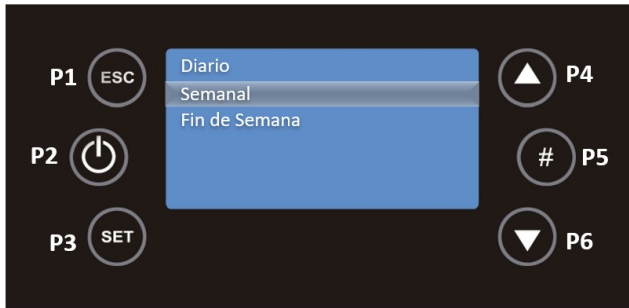 P1 ESC
Diario
P4
Semanal
Fin de Semana
P2
# P5
P3 SET
P6